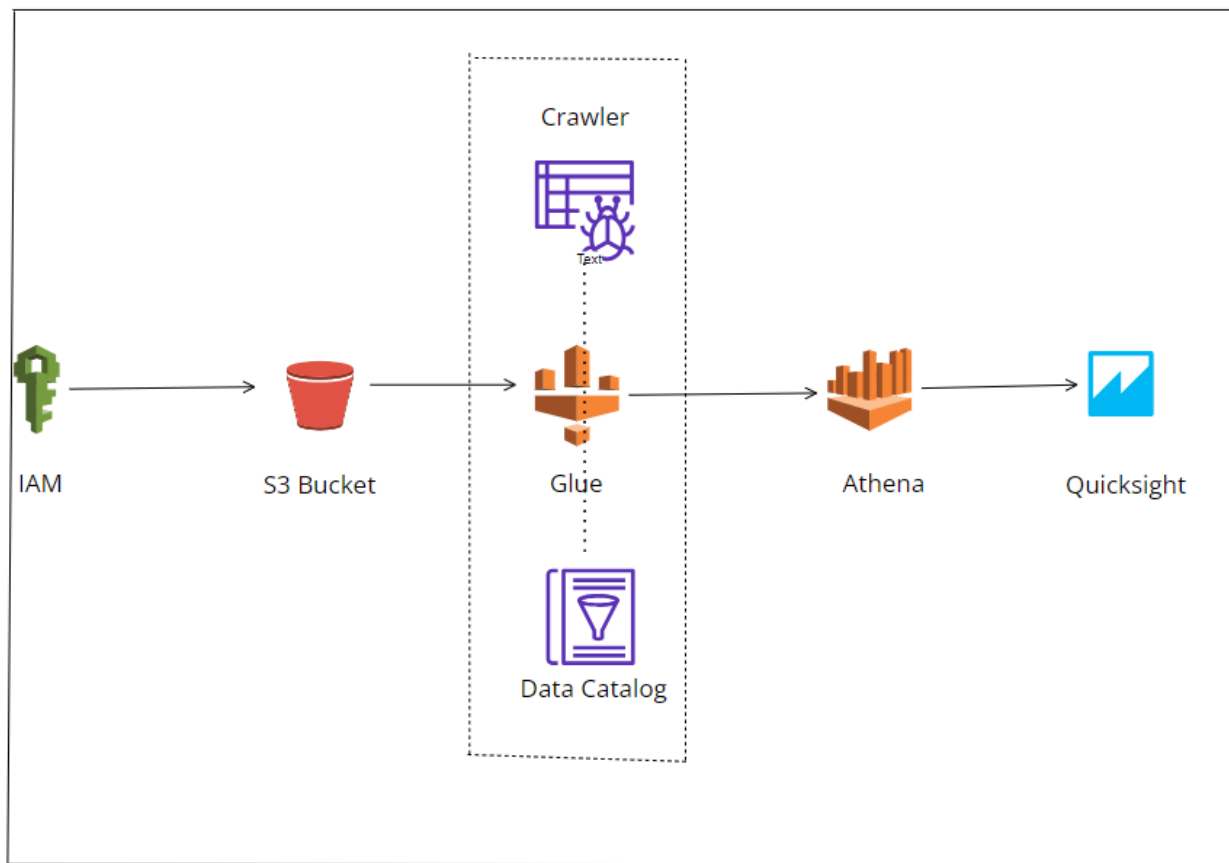 Crawler
Text
IAM
S3 Bucket
Glue
Athena
Quicksight
Data Catalog